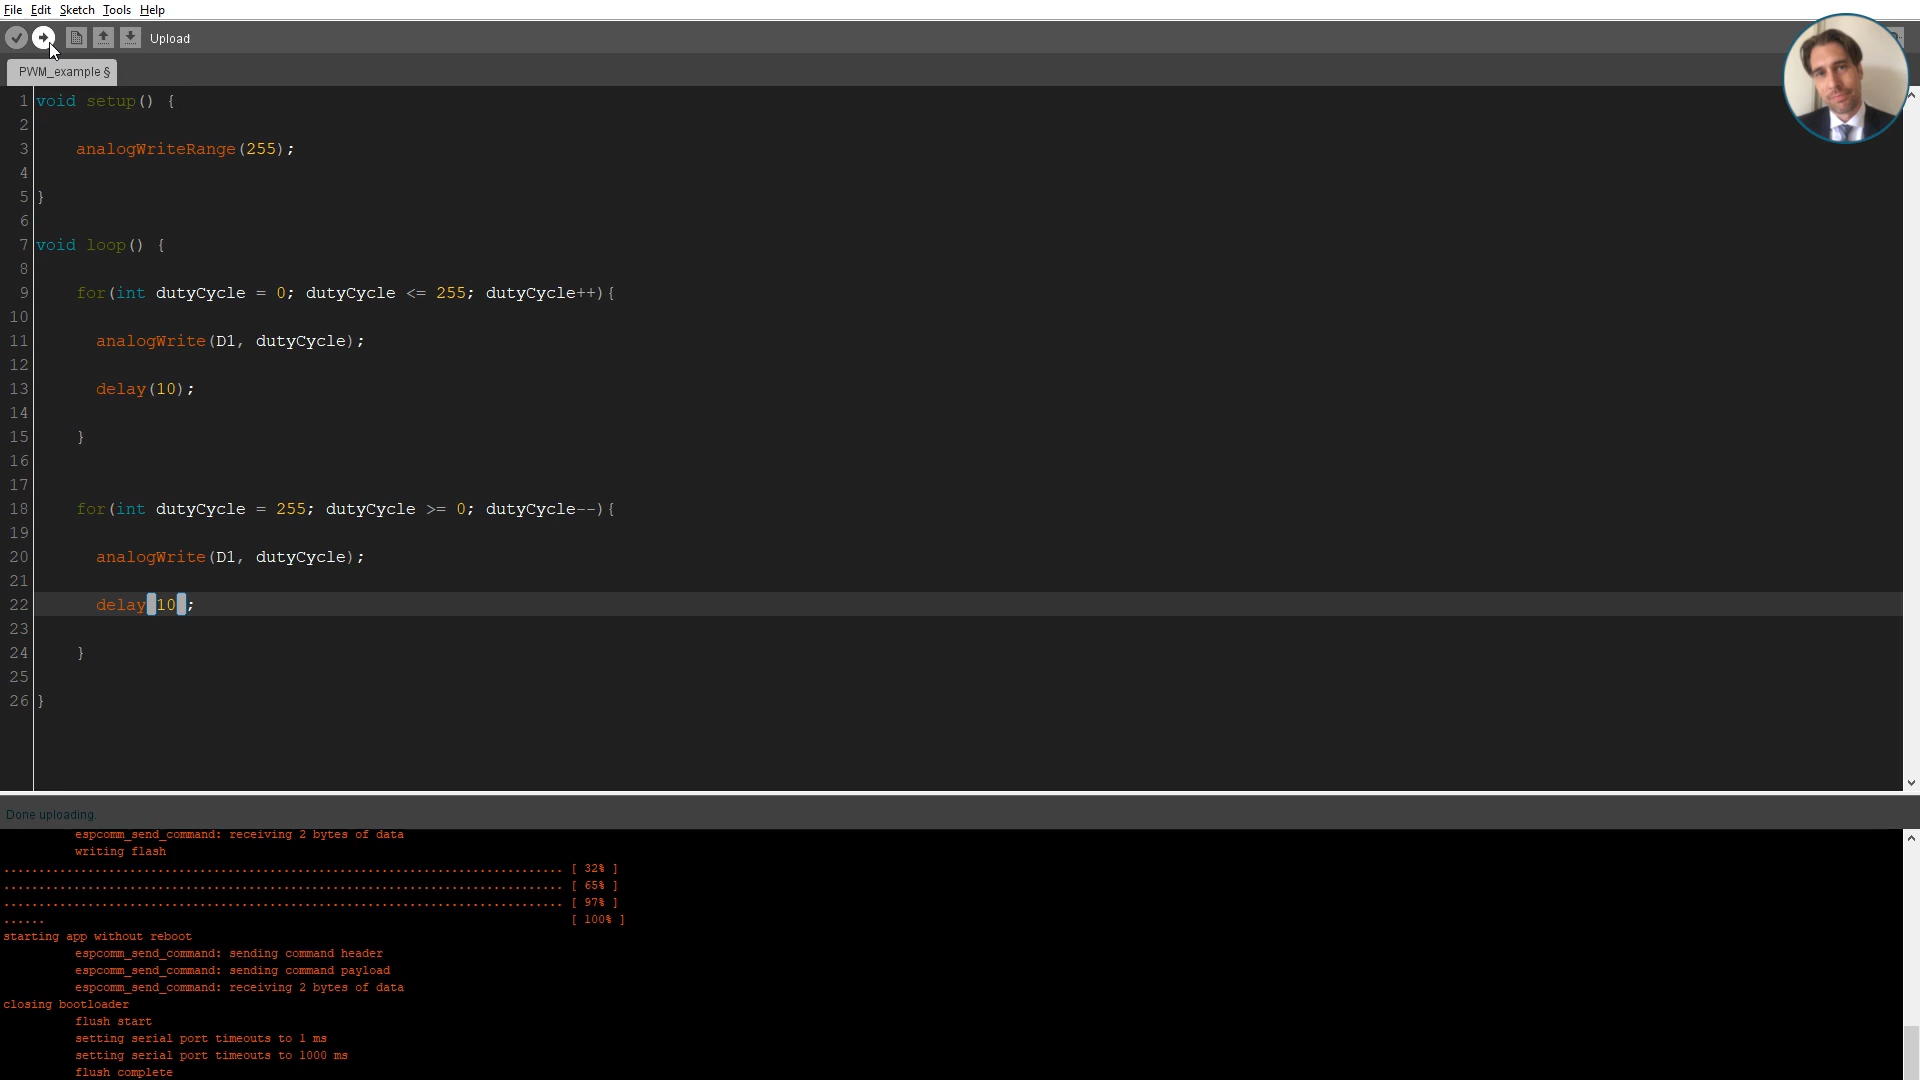 File Edit Sketch Tools Help
Upload
PWM_example §
1 void setup() {
2
3 analogWriteRange(255);
4
5 }
6
7 void loop() {
8
9 for(int dutyCycle = 0; dutyCycle <= 255; dutyCycle++){
10
11 analogWrite(D1, dutyCycle);
12
13 delay(10);
14
15 }
16
17
18 for(int dutyCycle = 255; dutyCycle >= 0; dutyCycle--){
19
20 analogWrite(D1, dutyCycle);
21
22 delay(10);
23
24 }
25
26 }
Done uploading.
espcomm_send_command: receiving 2 bytes of data
writing flash
................................................................................ [ 32% ]
................................................................................ [ 65% ]
................................................................................ [ 97% ]
...... [ 100% ]
starting app without reboot
espcomm_send_command: sending command header
espcomm_send_command: sending command payload
espcomm_send_command: receiving 2 bytes of data
closing bootloader
flush start
setting serial port timeouts to 1 ms
setting serial port timeouts to 1000 ms
flush complete